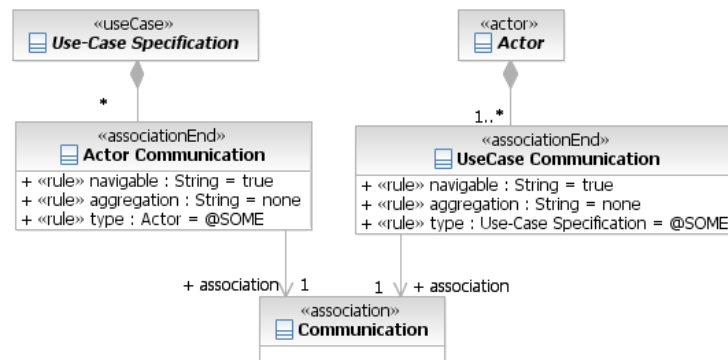 «useCase»
Use-Case Specification
«actor»
Actor
*
1..*
«associationEnd»
Actor Communication
+ «rule» navigable : String = true
+ «rule» aggregation : String = none
+ «rule» type : Actor = @SOME
«associationEnd»
UseCase Communication
+ «rule» navigable : String = true
+ «rule» aggregation : String = none
+ «rule» type : Use-Case Specification = @SOME
+ association 1
1 + association
«association»
Communication